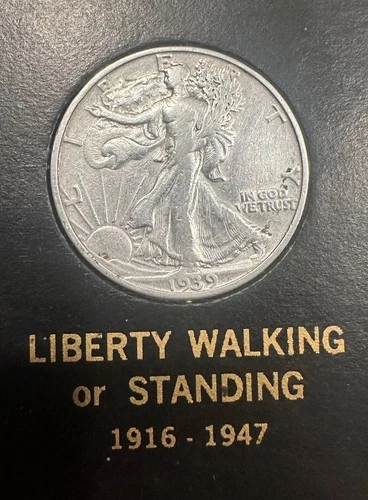 LIBERTY
IN GOD
WE TRUST
1939
LIBERTY WALKING
or STANDING
1916 - 1947